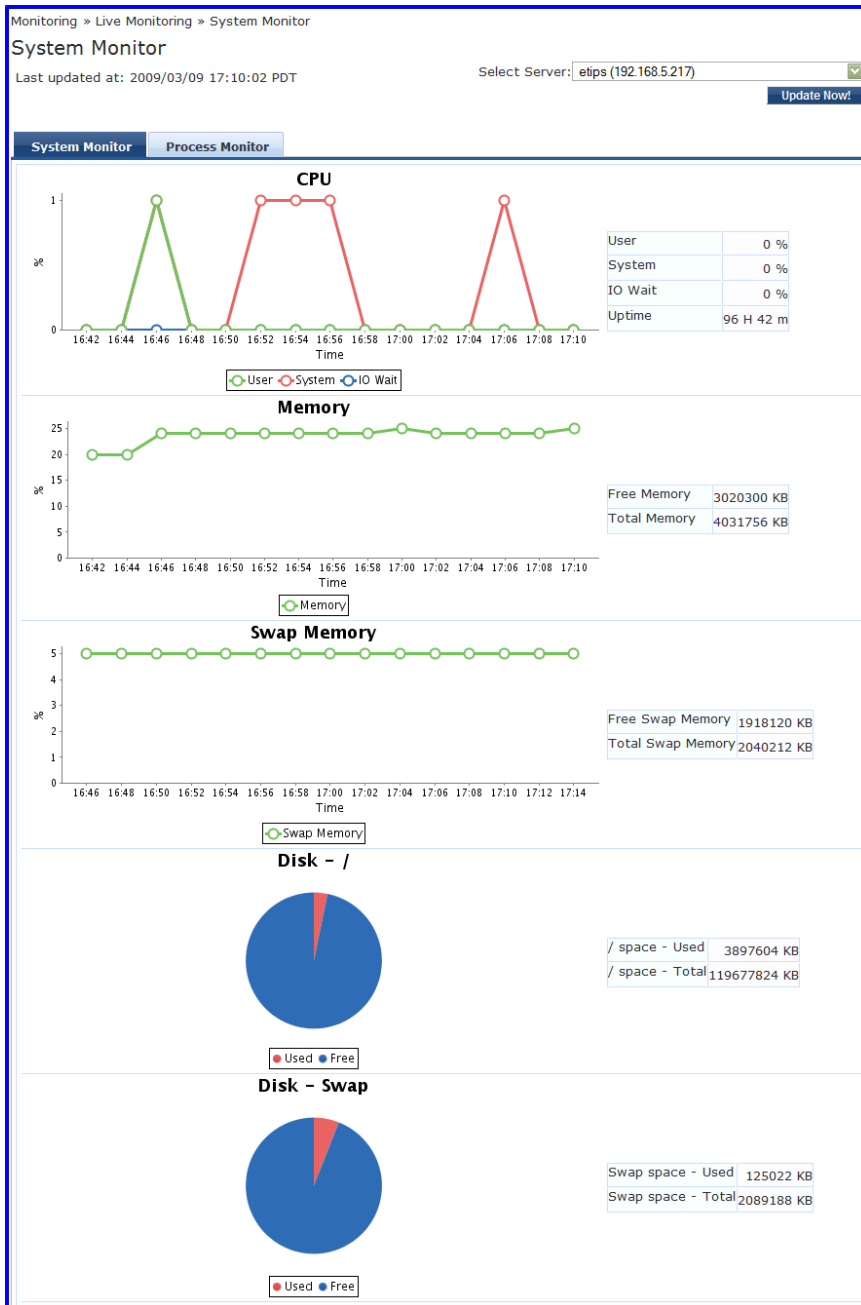 Monitoring » Live Monitoring » System Monitor
System Monitor
Last updated at: 2009/03/09 17:10:02 PDT
Select Server: etips (192.168.5.217)
Update Now!
System Monitor Process Monitor
CPU
1
%
0
16:42 16:44 16:46 16:48 16:50 16:52 16:54 16:56 16:58 17:00 17:02 17:04 17:06 17:08 17:10
Time
User System IO Wait
User 0 %
System 0 %
IO Wait 0 %
Uptime 96 H 42 m
Memory
25
20
15
%
10
5
0
16:42 16:44 16:46 16:48 16:50 16:52 16:54 16:56 16:58 17:00 17:02 17:04 17:06 17:08 17:10
Time
Memory
Free Memory 3020300 KB
Total Memory 4031756 KB
Swap Memory
5
4
3
%
2
1
0
16:46 16:48 16:50 16:52 16:54 16:56 16:58 17:00 17:02 17:04 17:06 17:08 17:10 17:12 17:14
Time
Swap Memory
Free Swap Memory 1918120 KB
Total Swap Memory 2040212 KB
Disk - /
Used Free
/ space - Used 3897604 KB
/ space - Total 119677824 KB
Disk - Swap
Used Free
Swap space - Used 125022 KB
Swap space - Total 2089188 KB